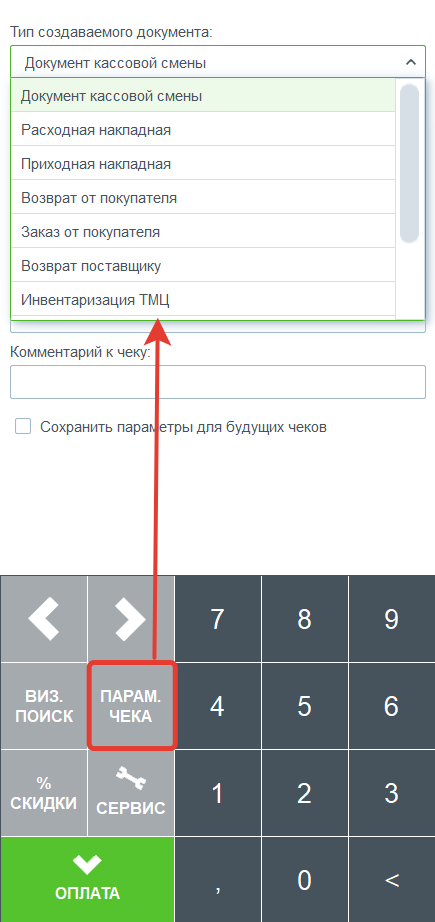 Тип создаваемого документа:
Документ кассовой смены
Документ кассовой смены
Расходная накладная
Приходная накладная
Возврат от покупателя
Заказ от покупателя
Возврат поставщику
Инвентаризация ТМЦ
Комментарий к чеку:
Сохранить параметры для будущих чеков
7 8 9
ВИЗ.
ПОИСК
ПАРАМ.
ЧЕКА
4 5 6
%
СКИДКИ
СЕРВИС
1 2 3
ОПЛАТА
, 0 <